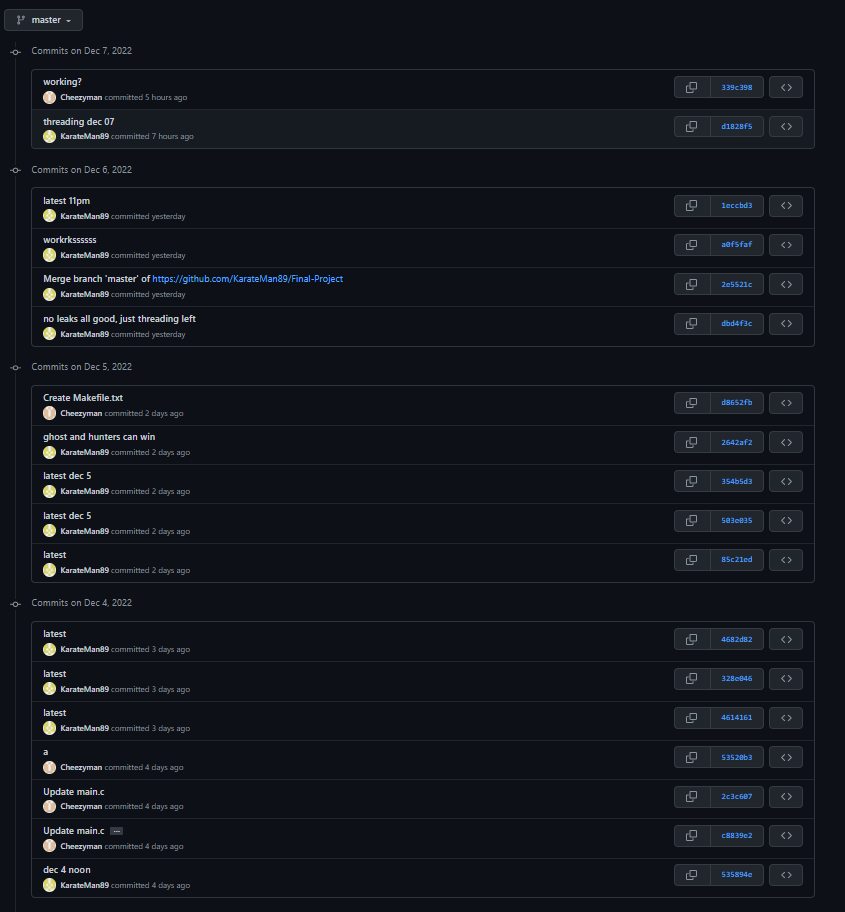 master
Commits on Dec 7, 2022
working?
Cheezyman committed 5 hours ago
339c398
threading dec 07
KarateMan89 committed 7 hours ago
d1828f5
Commits on Dec 6, 2022
latest 11pm
KarateMan89 committed yesterday
1eccbd3
workrkssssss
KarateMan89 committed yesterday
a0f5faf
Merge branch 'master' of https://github.com/KarateMan89/Final-Project
KarateMan89 committed yesterday
2e5521c
no leaks all good, just threading left
KarateMan89 committed yesterday
dbd4f3c
Commits on Dec 5, 2022
Create Makefile.txt
Cheezyman committed 2 days ago
d8652fb
ghost and hunters can win
KarateMan89 committed 2 days ago
2642af2
latest dec 5
KarateMan89 committed 2 days ago
354b5d3
latest dec 5
KarateMan89 committed 2 days ago
503e035
latest
KarateMan89 committed 2 days ago
85c21ed
Commits on Dec 4, 2022
latest
KarateMan89 committed 3 days ago
4682d82
latest
KarateMan89 committed 3 days ago
328e046
latest
KarateMan89 committed 3 days ago
4614161
a
Cheezyman committed 4 days ago
53520b3
Update main.c
Cheezyman committed 4 days ago
2c3c607
Update main.c ...
Cheezyman committed 4 days ago
c8839e2
dec 4 noon
KarateMan89 committed 4 days ago
535894e